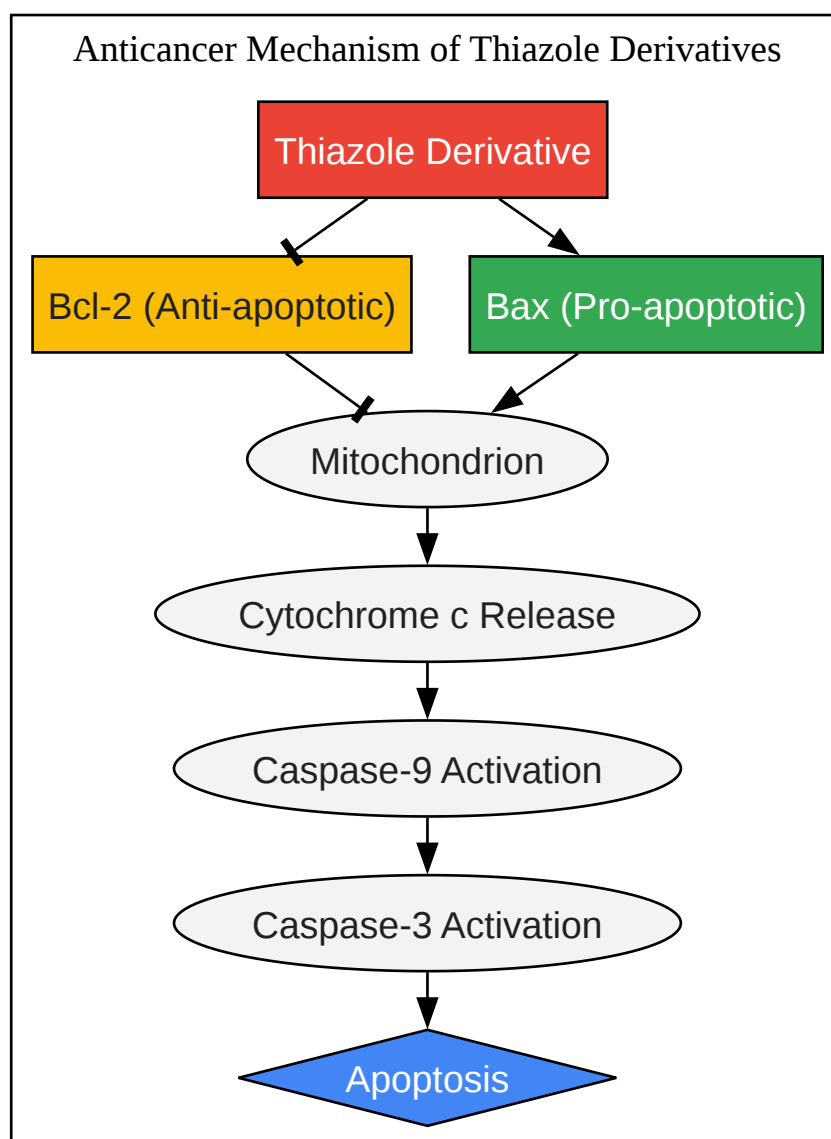 Anticancer Mechanism of Thiazole Derivatives
Thiazole Derivative
Bcl-2 (Anti-apoptotic)
Bax (Pro-apoptotic)
Mitochondrion
Cytochrome c Release
Caspase-9 Activation
Caspase-3 Activation
Apoptosis